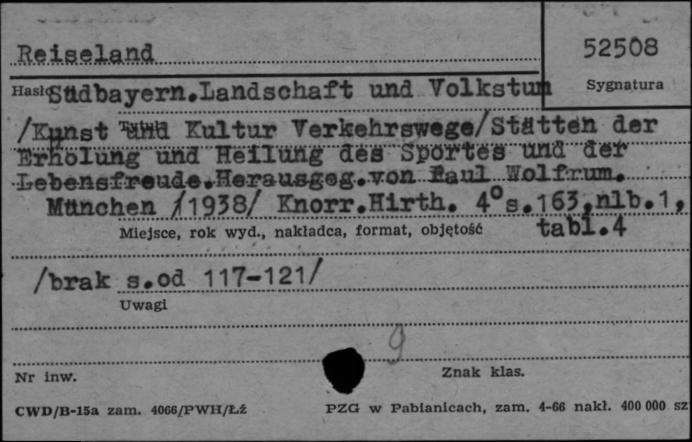 Reiseland
52508
Hasło
Sygnatura
Südbayern.Landschaft und Volkstum
/Kunst und Kultur Verkehrswege/Stätten der
Erholung und Heilung des Sportes und der
Lebensfreude.Herausgeg.von Paul Wolfrum.
München /1938/ Knorr.Hirth. 4° s.163,nlb.1,
tabl.4
Miejsce, rok wyd., nakładca, format, objętość
/brak s.od 117-121/
Uwagi
9
Nr inw.
Znak klas.
CWD/B-15a zam. 4066/PWH/Łż
PZG w Pabianicach, zam. 4-66 nakł. 400 000 sz